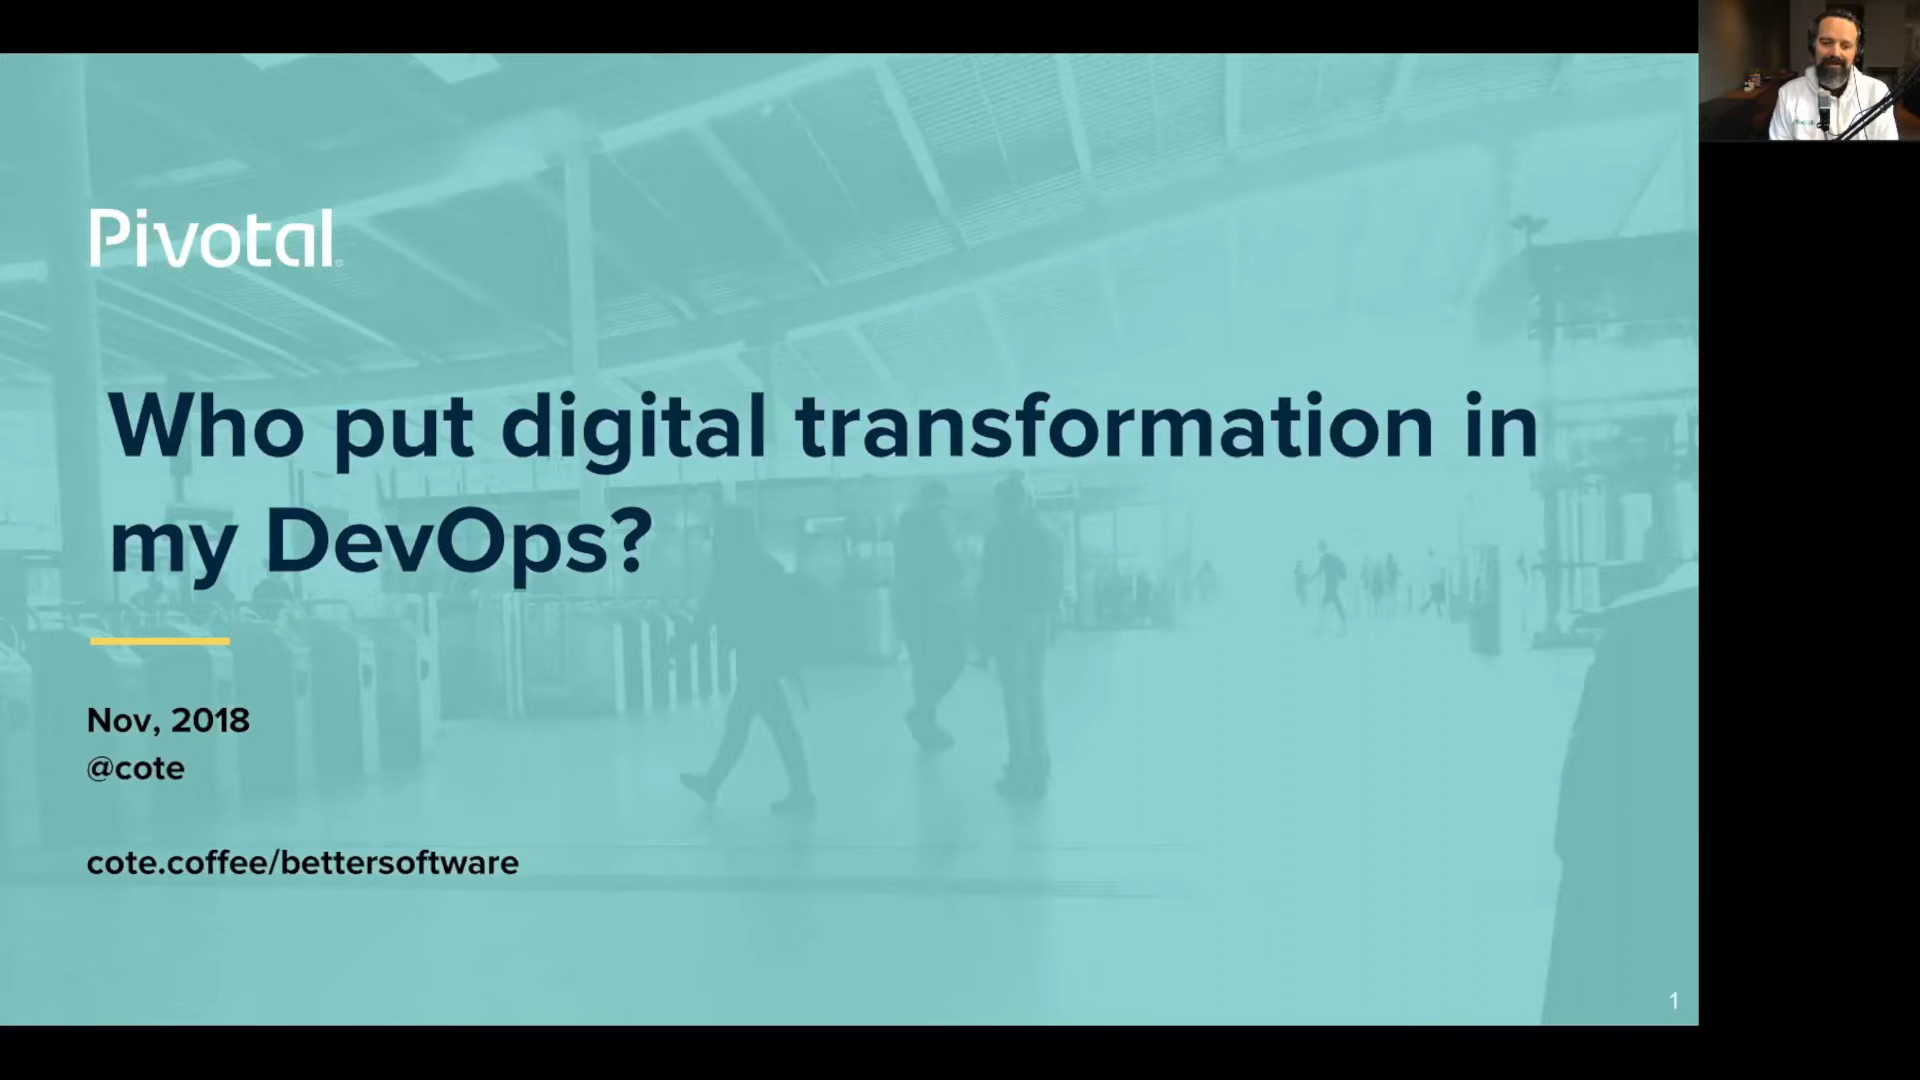 Pivotal
Who put digital transformation in
my DevOps?
Nov, 2018
@cote
cote.coffee/bettersoftware
1